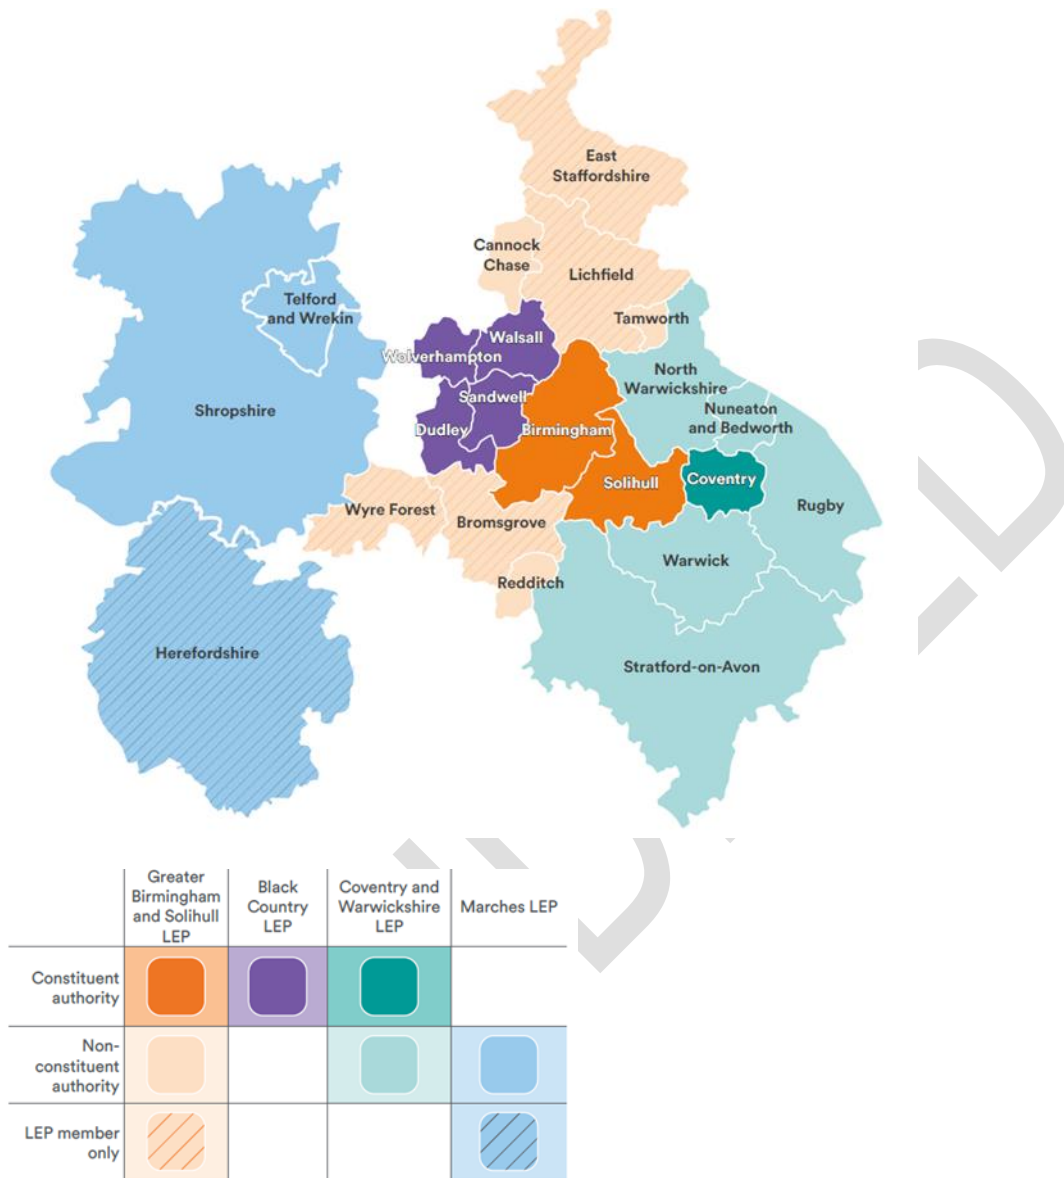 East
Staffordshire
Cannock
Chase
Lichfield
Telford
and Wrekin
Tamworth
Walsall
Wolverhampton
North
Warwickshire
Sandwell
Shropshire
Nuneaton
and Bedworth
Dudley
Birmingham
Solihull
Coventry
Rugby
Wyre Forest
Bromsgrove
Warwick
Redditch
Herefordshire
Stratford-on-Avon
Greater
Birmingham
and Solihull
LEP
Black
Country
LEP
Coventry and
Warwickshire
LEP
Marches LEP
Constituent
authority
Non-
constituent
authority
LEP member
only